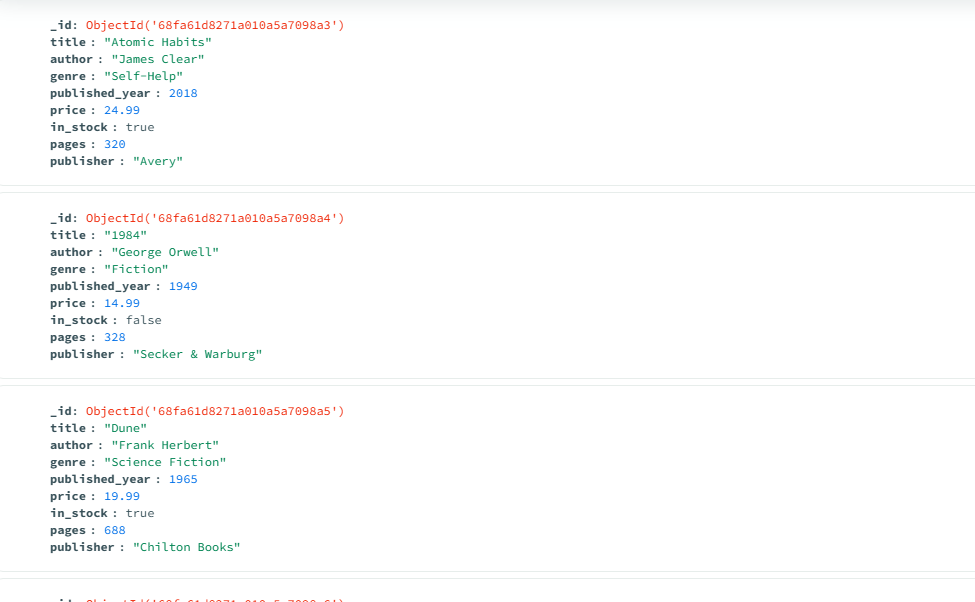 _id: ObjectId('68fa61d8271a010a5a7098a3')
title : "Atomic Habits"
author : "James Clear"
genre : "Self-Help"
published_year : 2018
price : 24.99
in_stock : true
pages : 320
publisher : "Avery"
_id: ObjectId('68fa61d8271a010a5a7098a4')
title : "1984"
author : "George Orwell"
genre : "Fiction"
published_year : 1949
price : 14.99
in_stock : false
pages : 328
publisher : "Secker & Warburg"
_id: ObjectId('68fa61d8271a010a5a7098a5')
title : "Dune"
author : "Frank Herbert"
genre : "Science Fiction"
published_year : 1965
price : 19.99
in_stock : true
pages : 688
publisher : "Chilton Books"